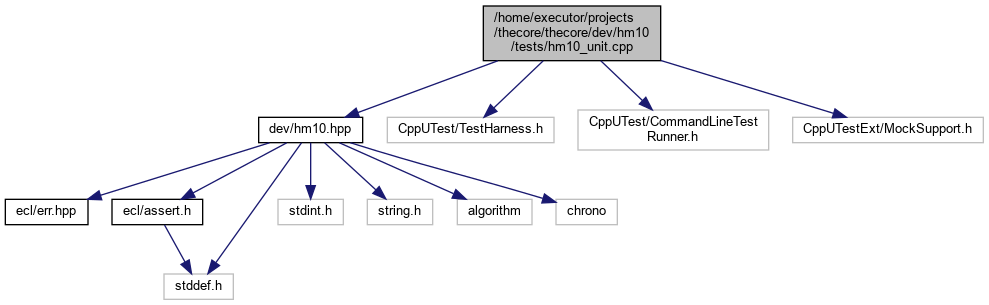 /home/executor/projects
/thecore/thecore/dev/hm10
/tests/hm10_unit.cpp
dev/hm10.hpp
CppUTest/TestHarness.h
CppUTest/CommandLineTest
Runner.h
CppUTestExt/MockSupport.h
ecl/err.hpp
ecl/assert.h
stdint.h
string.h
algorithm
chrono
stddef.h